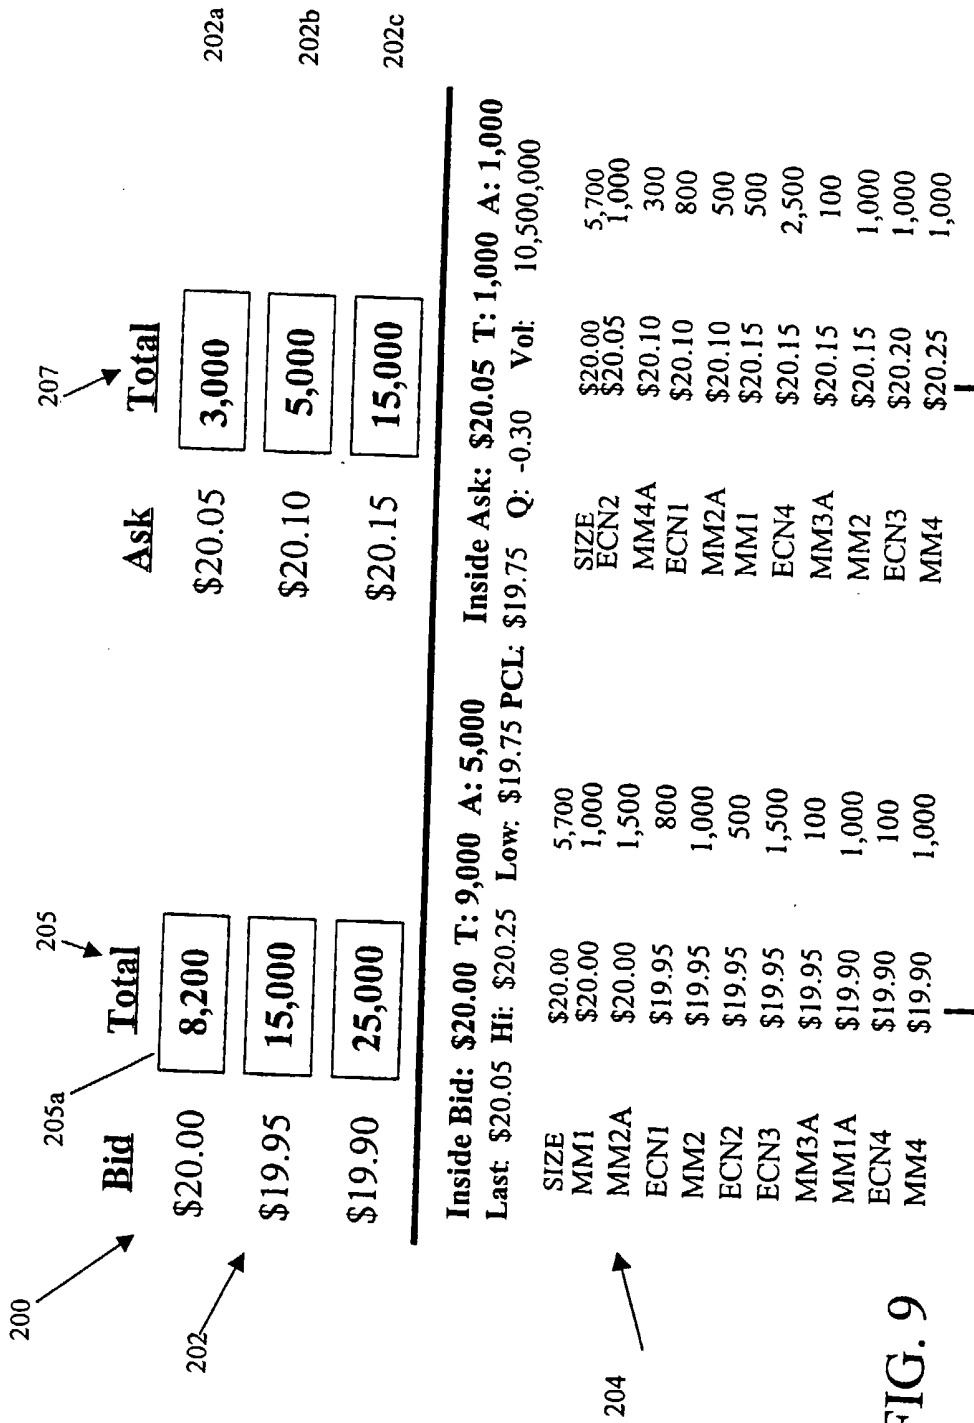 200 205a 205 207
Bid Total Ask Total
$20.00 8,200 $20.05 3,000 202a
202 $19.95 15,000 $20.10 5,000 202b
$19.90 25,000 $20.15 15,000 202c
Inside Bid: $20.00 T: 9,000 A: 5,000 Inside Ask: $20.05 T: 1,000 A: 1,000
Last: $20.05 Hi: $20.25 Low: $19.75 PCL: $19.75 Q: -0.30 Vol: 10,500,000
SIZE $20.00 5,700 SIZE $20.00 5,700
MM1 $20.00 1,000 ECN2 $20.05 1,000
204 MM2A $20.00 1,500 MM4A $20.10 300
ECN1 $19.95 800 ECN1 $20.10 800
MM2 $19.95 1,000 MM2A $20.10 500
ECN2 $19.95 500 MM1 $20.15 500
ECN3 $19.95 1,500 ECN4 $20.15 2,500
MM3A $19.95 100 MM3A $20.15 100
MM1A $19.90 1,000 MM2 $20.15 1,000
ECN4 $19.90 100 ECN3 $20.20 1,000
MM4 $19.90 1,000 MM4 $20.25 1,000
FIG. 9